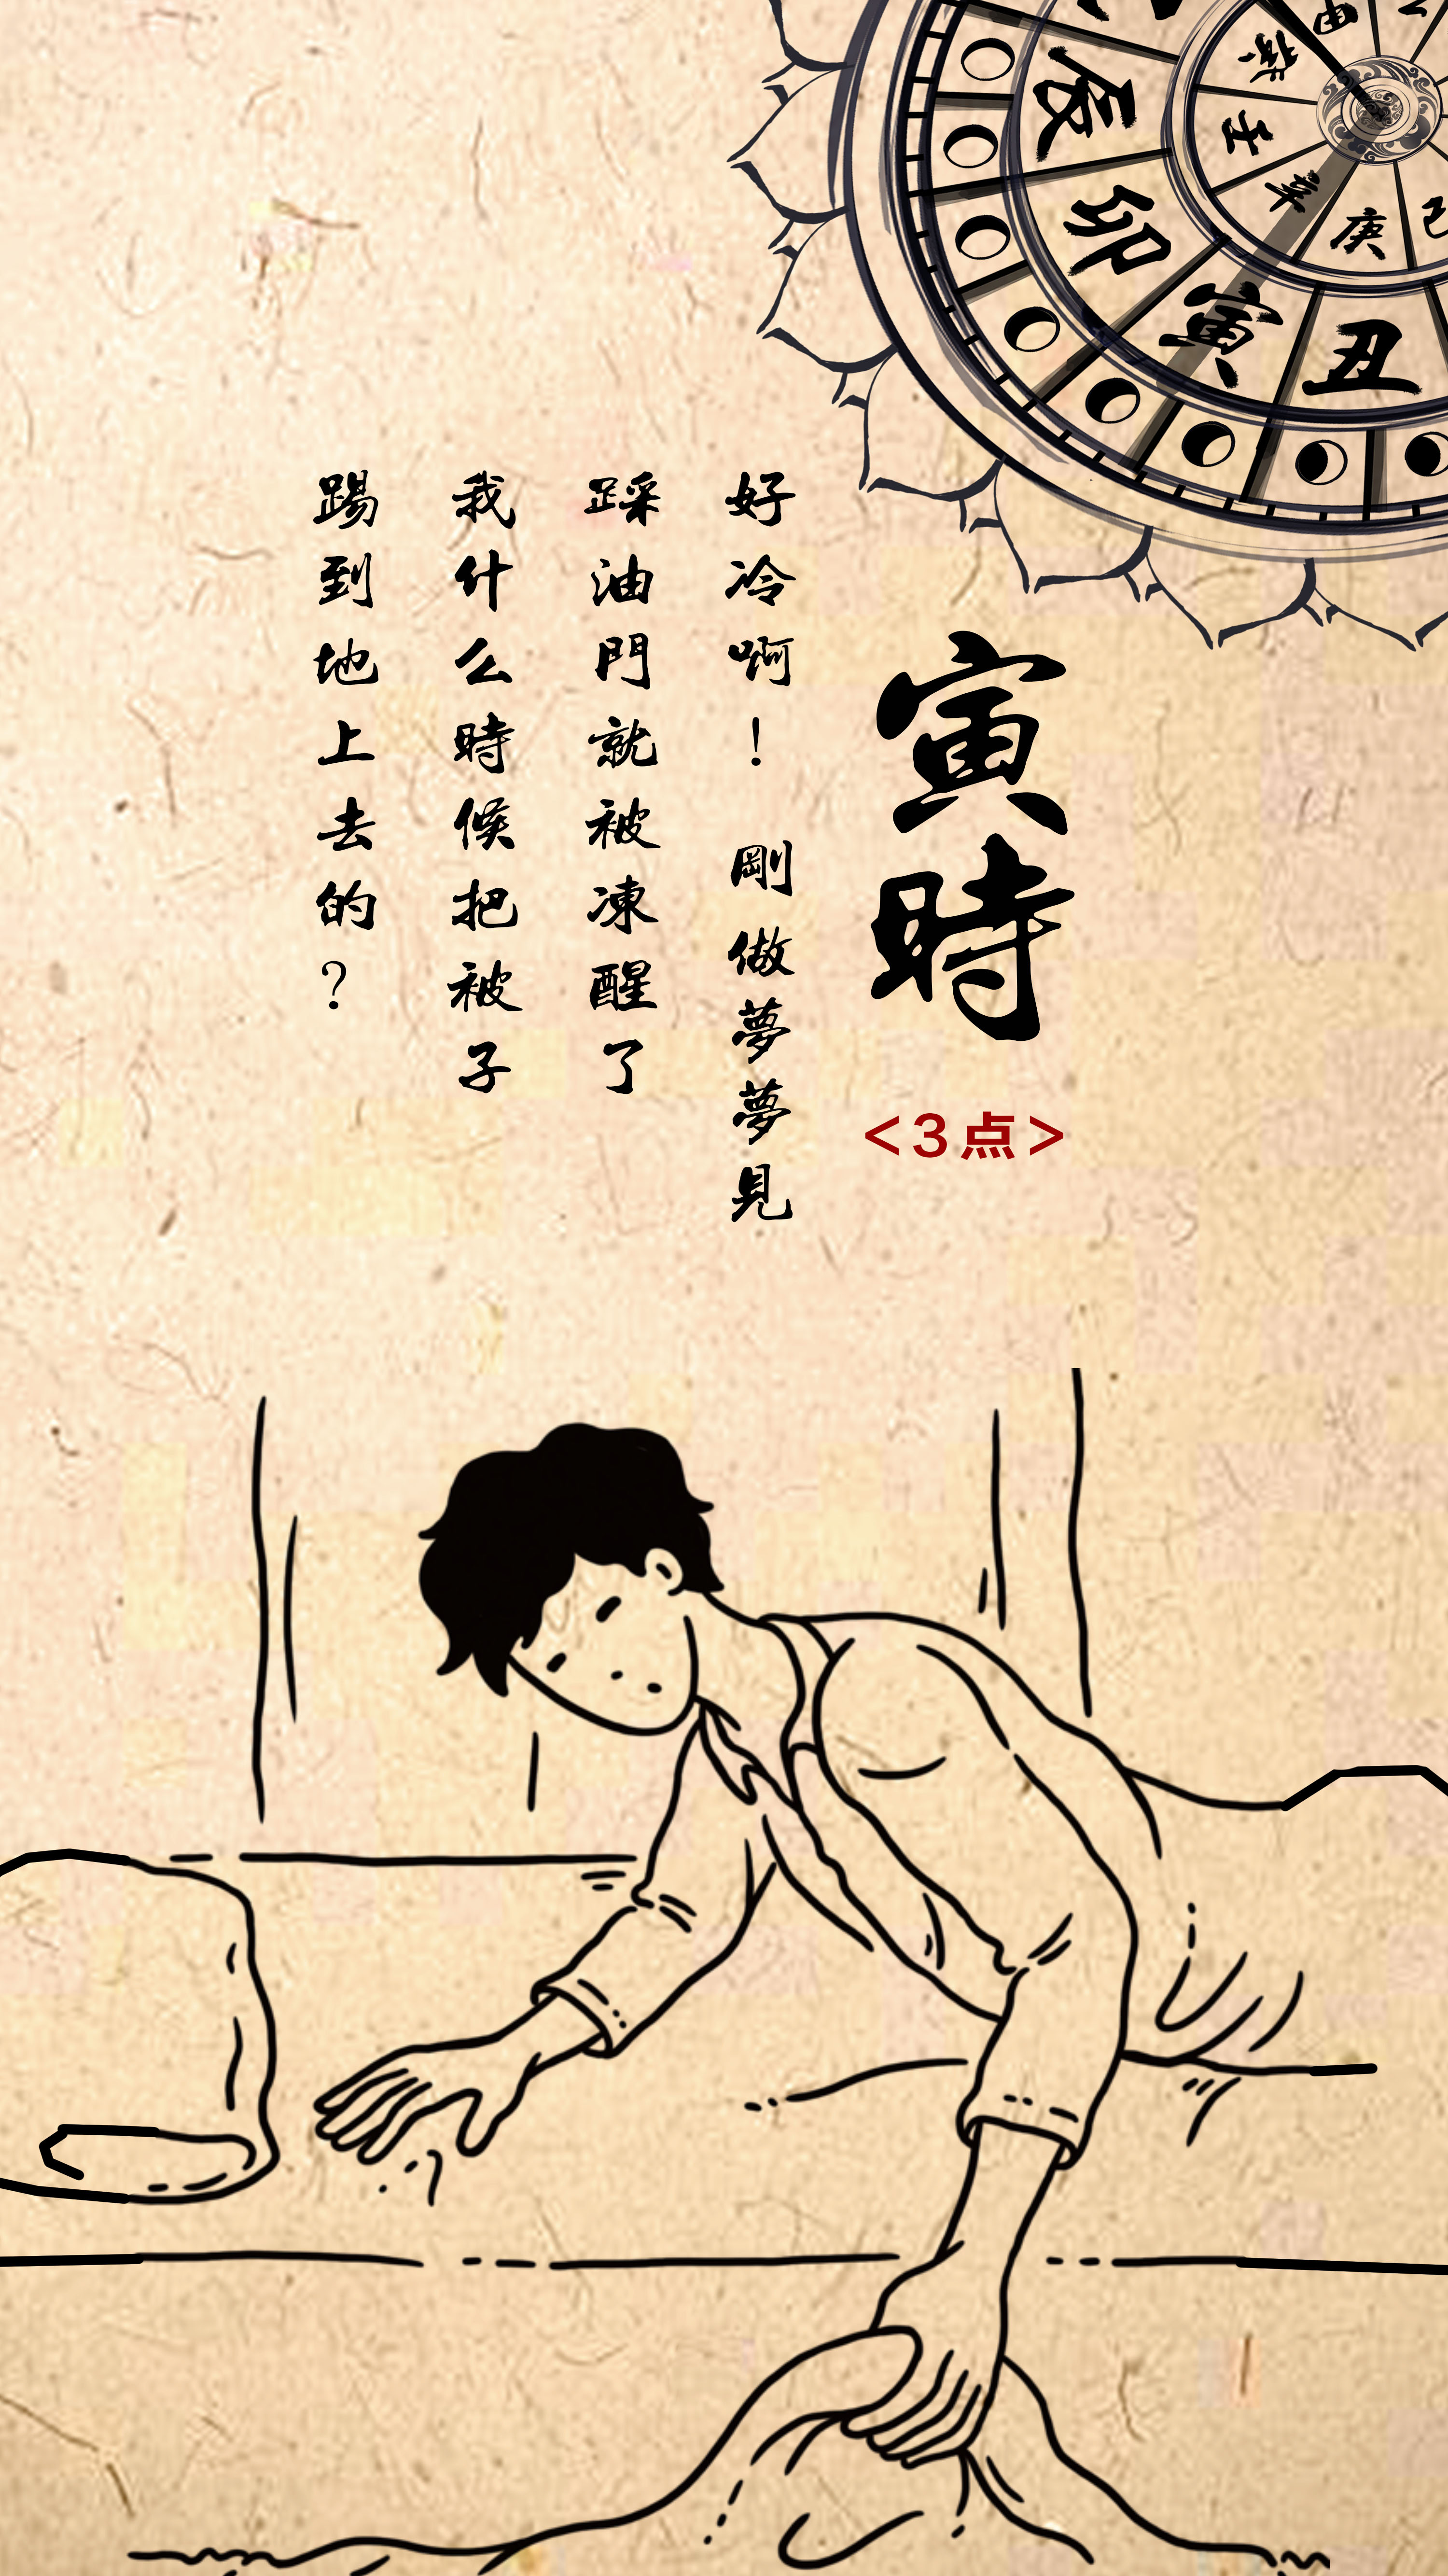 寅時
<3点>
好冷啊！ 剛做夢夢見
踩油門就被凍醒了
我什么時候把被子
踢到地上去的？
辰
卯
寅
丑
癸
壬
辛
庚
己